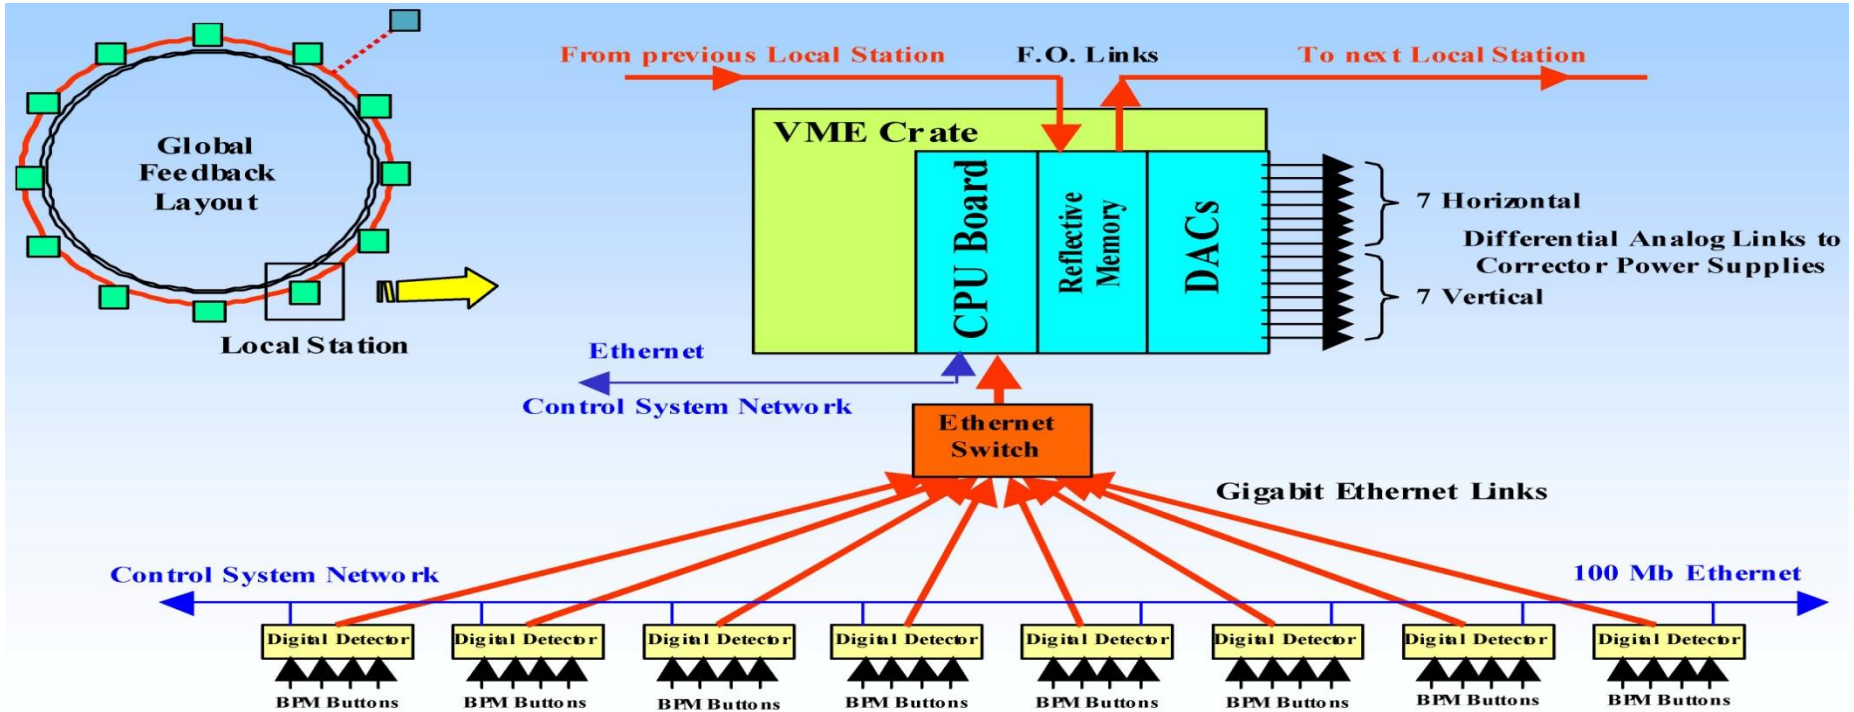 From previous Local Station
F.O. Links
To next Local Station
Global
Feedback
Layout
Local Station
VME Crate
CPU Board
Reflective
Memory
DACs
7 Horizontal
Differential Analog Links to
Corrector Power Supplies
7 Vertical
Ethernet
Control System Network
Ethernet
Switch
Gigabit Ethernet Links
Control System Network
100 Mb Ethernet
Digital Detector
Digital Detector
Digital Detector
Digital Detector
Digital Detector
Digital Detector
Digital Detector
Digital Detector
BPM Buttons
BPM Buttons
BPM Buttons
BPM Buttons
BPM Buttons
BPM Buttons
BPM Buttons
BPM Buttons